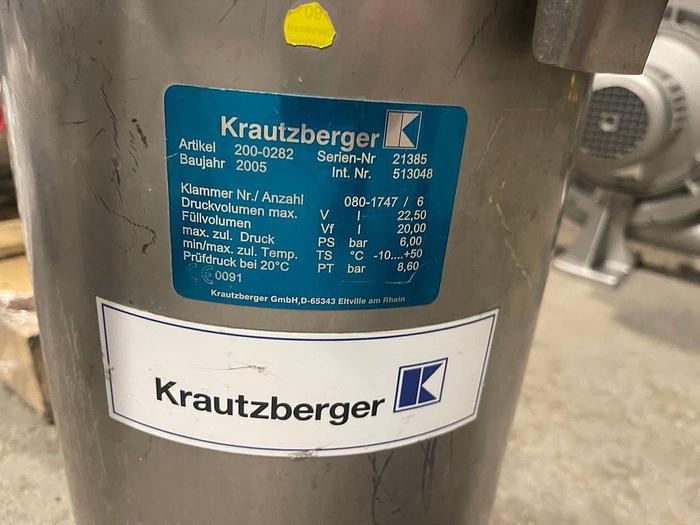 09
Krautzberger
Artikel 200-0282 Serien-Nr 21385
Baujahr 2005 Int. Nr. 513048
Klammer Nr./ Anzahl 080-1747 / 6
Druckvolumen max. V l 22,50
Füllvolumen Vf l 20,00
max. zul. Druck PS bar 6,00
min/max. zul. Temp. TS °C -10....+50
Prüfdruck bei 20°C PT bar 8,60
CE 0091
Krautzberger GmbH,D-65343 Eltville am Rhein
Krautzberger